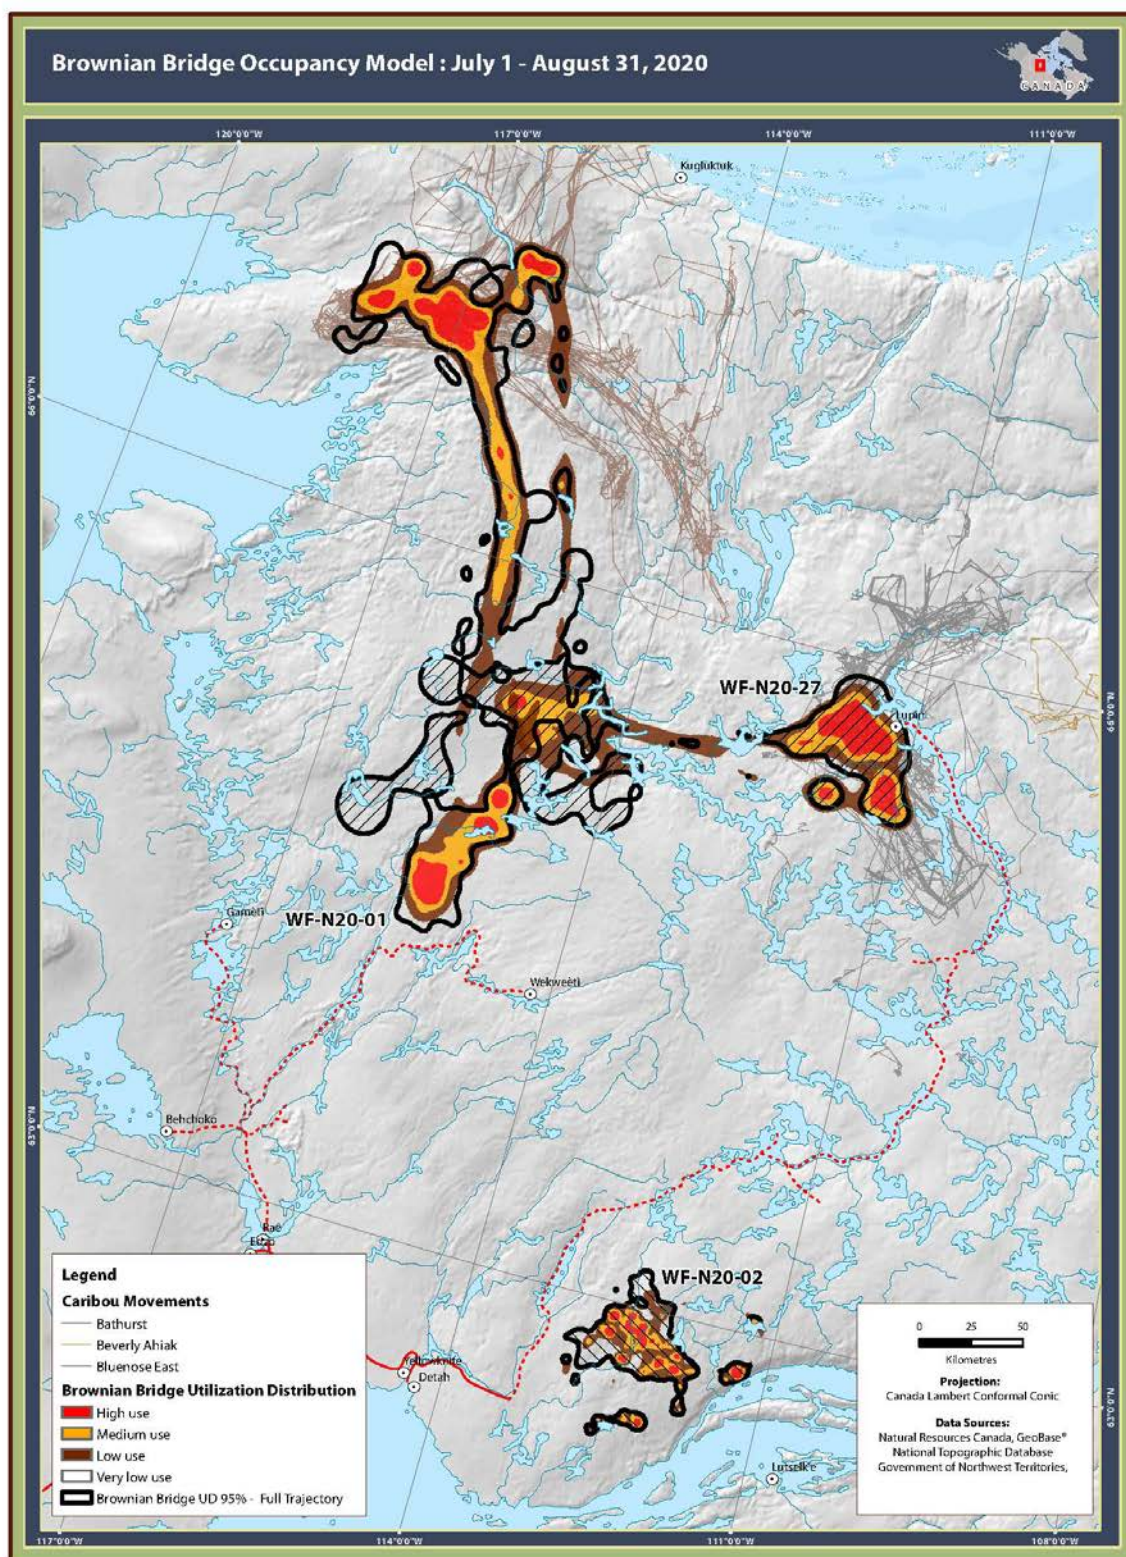 Brownian Bridge Occupancy Model : July 1 - August 31, 2020
CANADA
120°0'0"W
117°0'0"W
114°0'0"W
111°0'0"W
Kugluktuk
66°0'0"N
WF-N20-27
Lupin
66°0'0"N
Gamètì
WF-N20-01
Wekweètì
63°0'0"N
Behchoko
Rae
Edzo
WF-N20-02
Yellowknife
Detah
Lutselk'e
63°0'0"N
Legend
Caribou Movements
Bathurst
Beverly Ahiak
Bluenose East
Brownian Bridge Utilization Distribution
High use
Medium use
Low use
Very low use
Brownian Bridge UD 95% - Full Trajectory
0 25 50
Kilometres
Projection:
Canada Lambert Conformal Conic
Data Sources:
Natural Resources Canada, GeoBase®
National Topographic Database
Government of Northwest Territories,
117°0'0"W
114°0'0"W
111°0'0"W
108°0'0"W